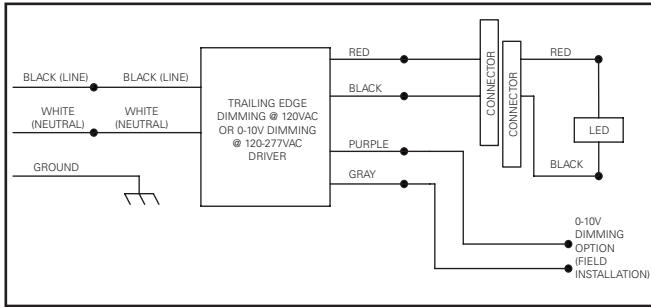 BLACK (LINE)
BLACK (LINE)
WHITE
(NEUTRAL)
WHITE
(NEUTRAL)
GROUND
TRAILING EDGE
DIMMING @ 120VAC
OR 0-10V DIMMING
@ 120-277VAC
DRIVER
RED
BLACK
PURPLE
GRAY
CONNECTOR
CONNECTOR
RED
LED
BLACK
0-10V
DIMMING
OPTION
(FIELD
INSTALLATION)